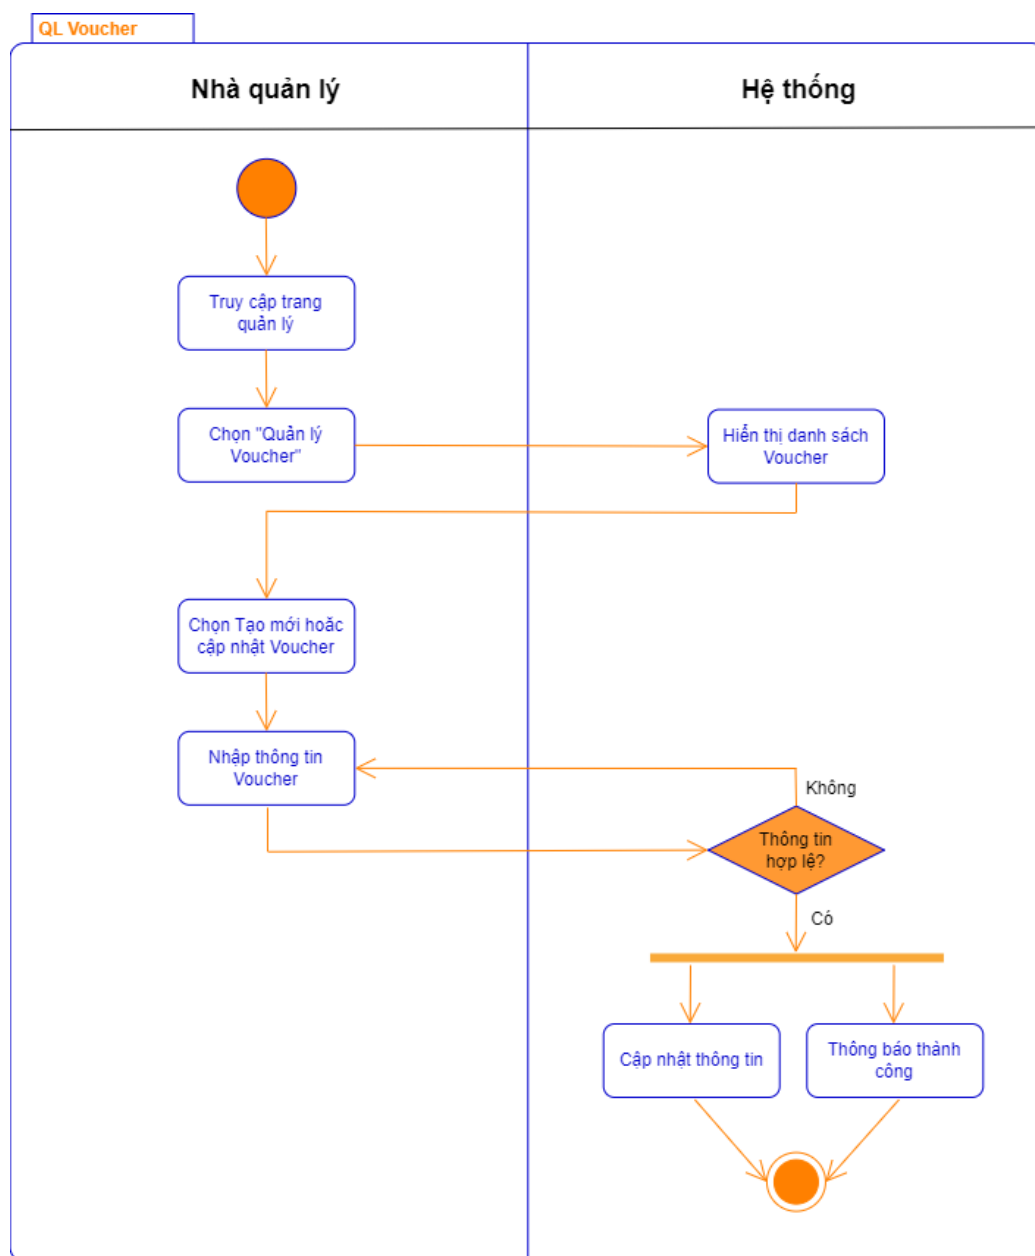 QL Voucher
Nhà quản lý
Hệ thống
Truy cập trang
quản lý
Chọn "Quản lý
Voucher"
Hiển thị danh sách
Voucher
Chọn Tạo mới hoăc
cập nhật Voucher
Nhập thông tin
Voucher
Không
Thông tin
hợp lệ?
Có
Cập nhật thông tin
Thông báo thành
công